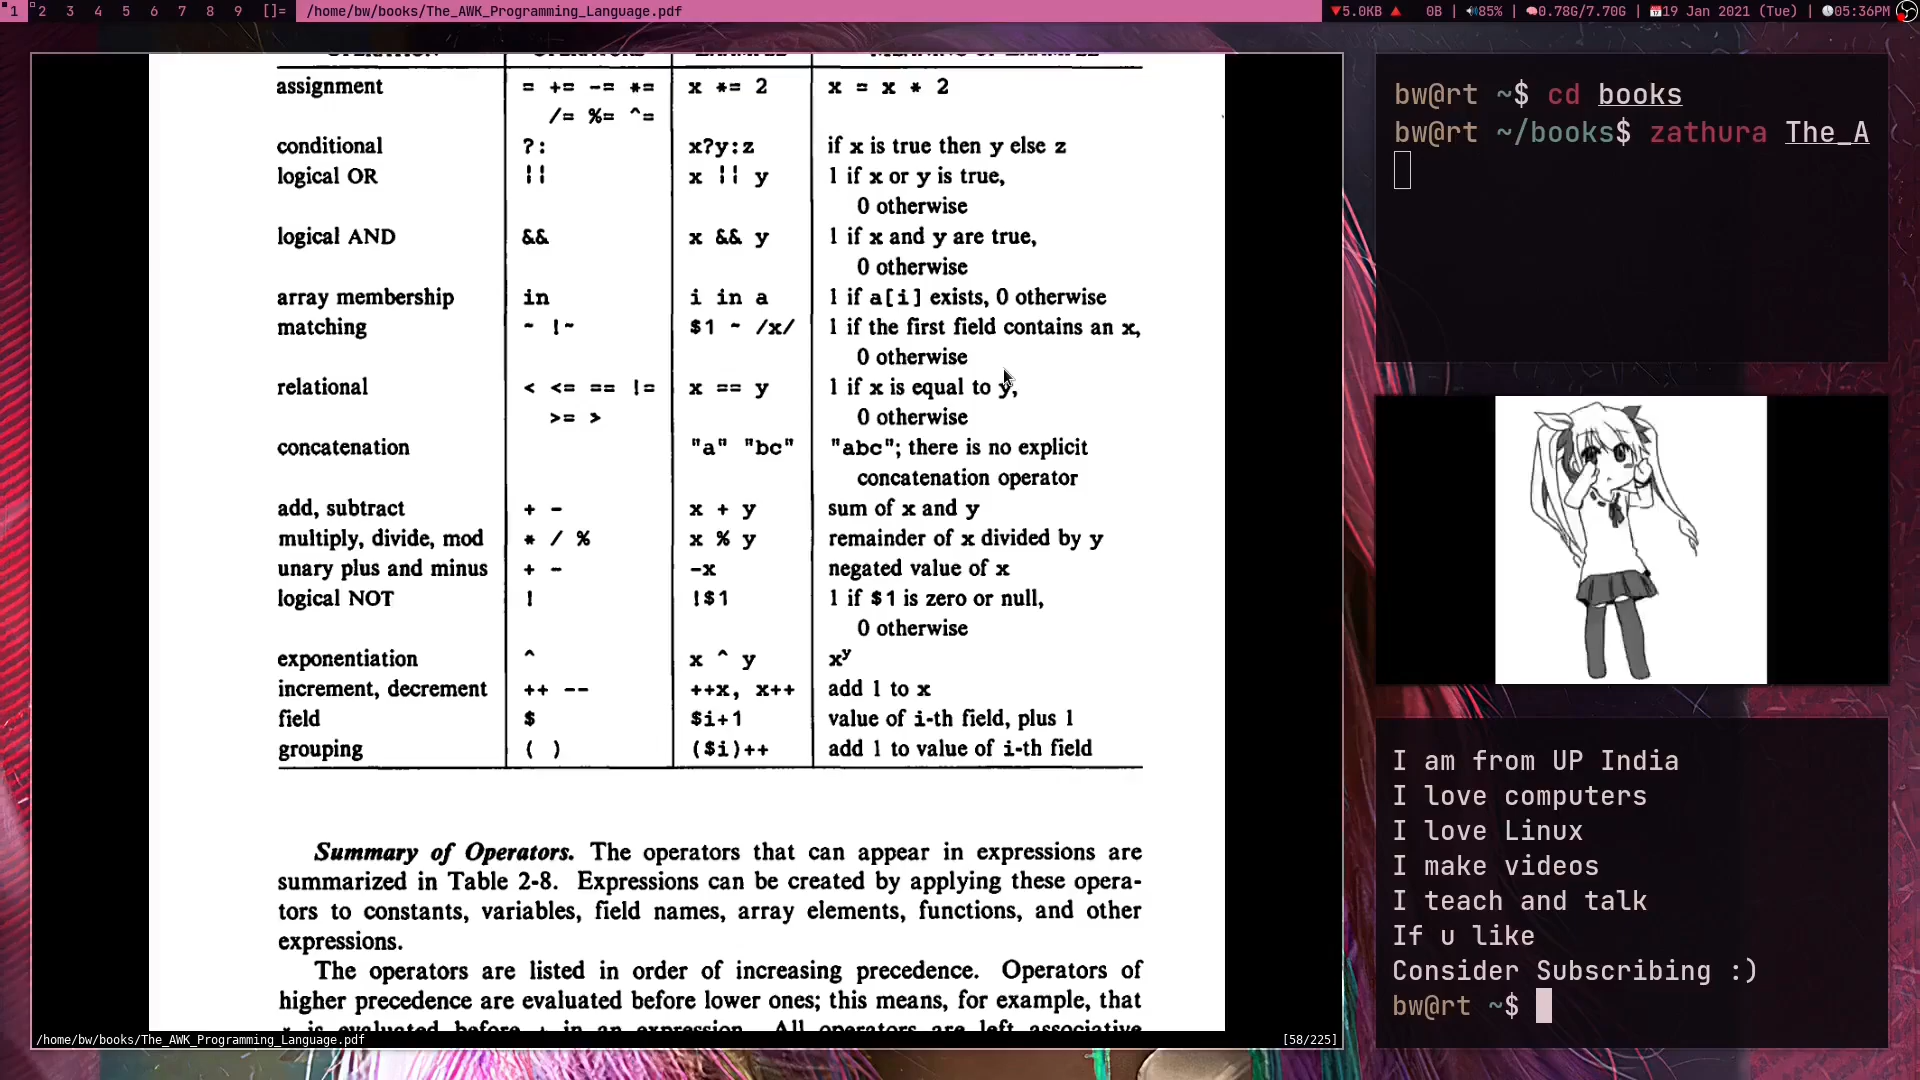 1 2 3 4 5 6 7 8 9 []= /home/bw/books/The_AWK_Programming_Language.pdf ▼5.0KB ▲ 0B | 85% | 0.78G/7.70G | 19 Jan 2021 (Tue) | 05:36PM
assignment = += -= *= x *= 2 x = x * 2
/= %= ^=
conditional ?: x?y:z if x is true then y else z
logical OR || x || y 1 if x or y is true,
0 otherwise
logical AND && x && y 1 if x and y are true,
0 otherwise
array membership in i in a 1 if a[i] exists, 0 otherwise
matching ~ !~ $1 ~ /x/ 1 if the first field contains an x,
0 otherwise
relational < <= == != x == y 1 if x is equal to y,
>= > 0 otherwise
concatenation "a" "bc" "abc"; there is no explicit
concatenation operator
add, subtract + - x + y sum of x and y
multiply, divide, mod * / % x % y remainder of x divided by y
unary plus and minus + - -x negated value of x
logical NOT ! !$1 1 if $1 is zero or null,
0 otherwise
exponentiation ^ x ^ y xʸ
increment, decrement ++ -- ++x, x++ add 1 to x
field $ $i+1 value of i-th field, plus 1
grouping ( ) ($i)++ add 1 to value of i-th field
Summary of Operators. The operators that can appear in expressions are
summarized in Table 2-8. Expressions can be created by applying these opera-
tors to constants, variables, field names, array elements, functions, and other
expressions.
The operators are listed in order of increasing precedence. Operators of
higher precedence are evaluated before lower ones; this means, for example, that
is evaluated before + in an expression. All operators are left associative
/home/bw/books/The_AWK_Programming_Language.pdf [58/225]
bw@rt ~$ cd books
bw@rt ~/books$ zathura The_A
I am from UP India
I love computers
I love Linux
I make videos
I teach and talk
If u like
Consider Subscribing :)
bw@rt ~$